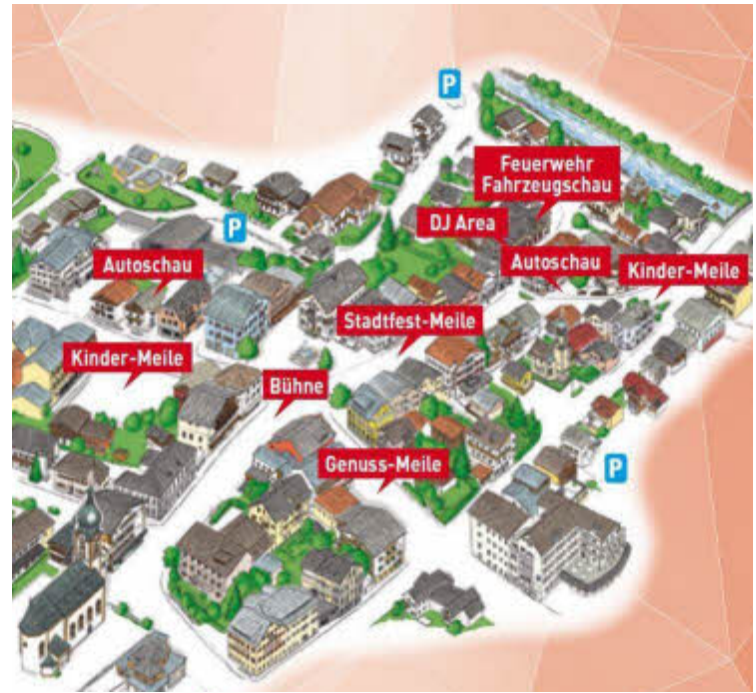 P
Feuerwehr
Fahrzeugschau
DJ Area
P
Autoschau
Autoschau
Kinder-Meile
Stadtfest-Meile
Kinder-Meile
Bühne
Genuss-Meile
P